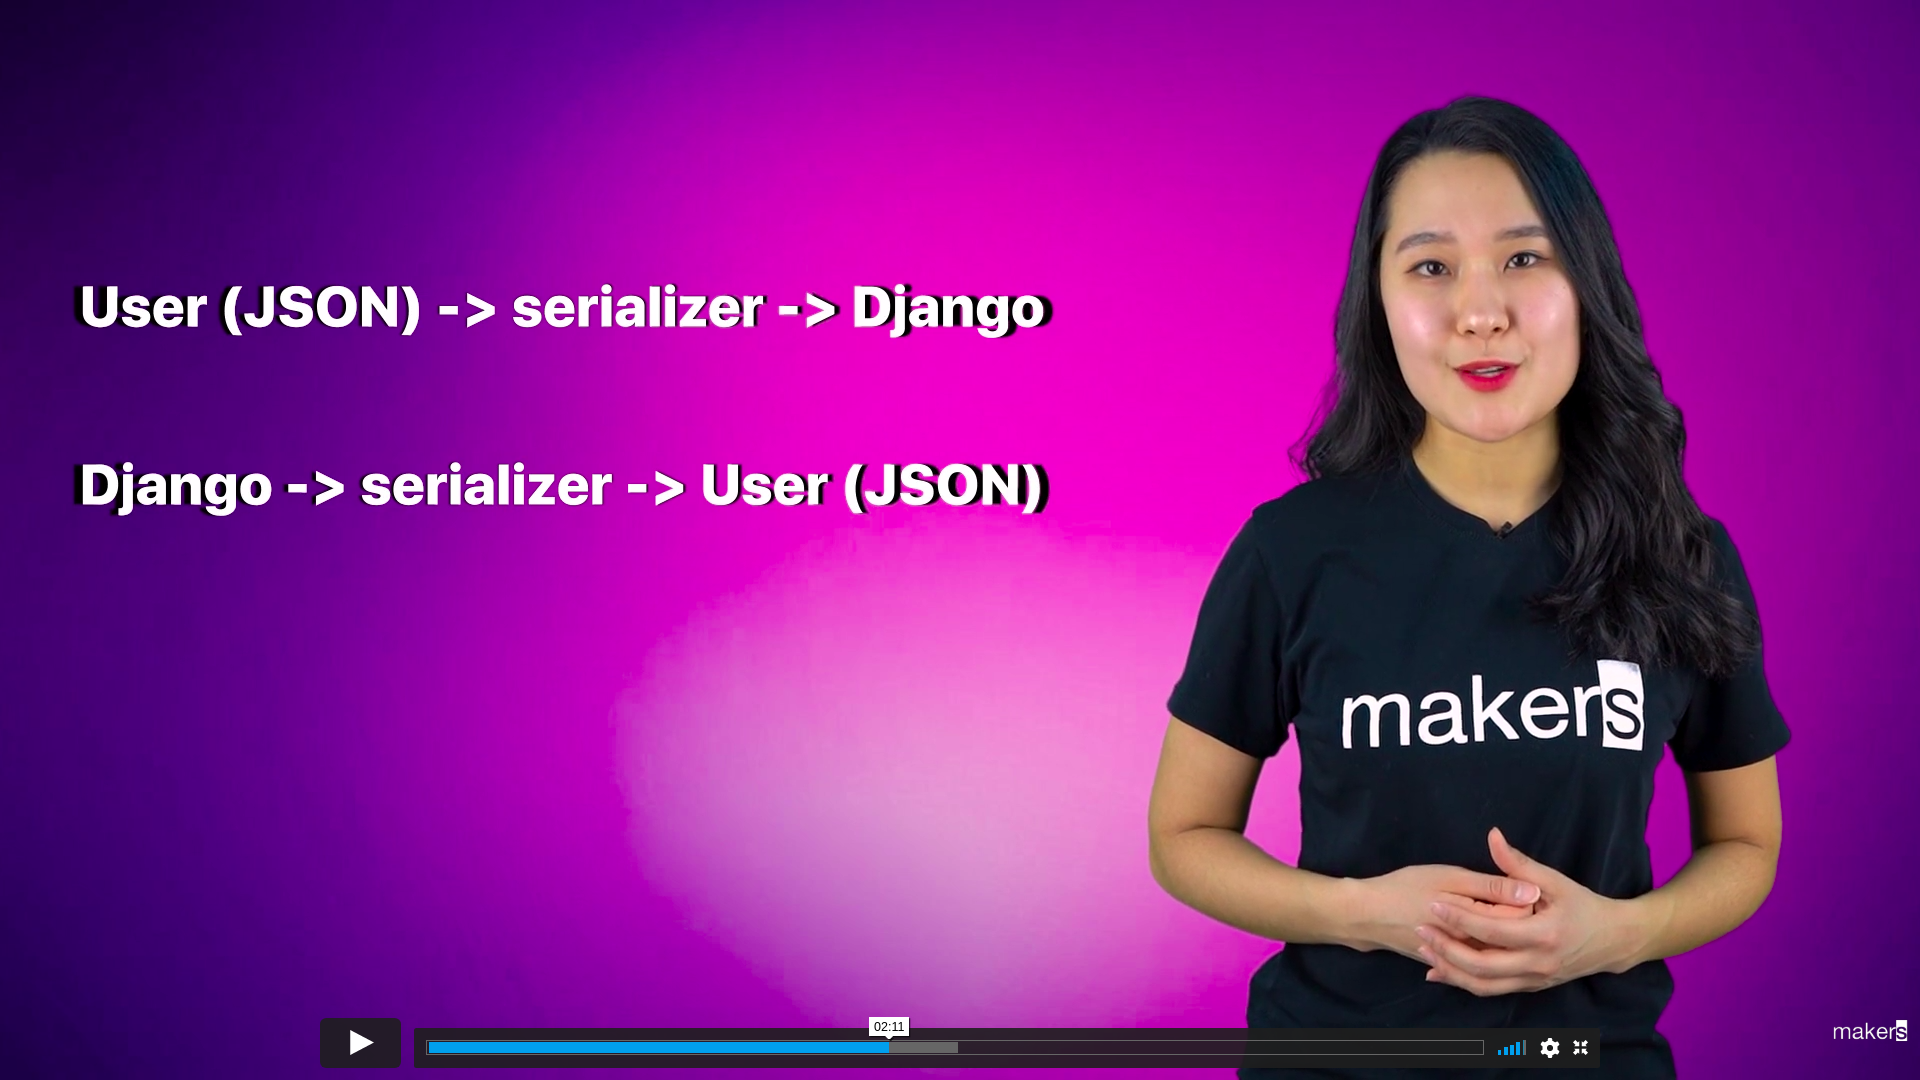 User (JSON) -> serializer -> Django
Django -> serializer -> User (JSON)
makers
02:11
makers